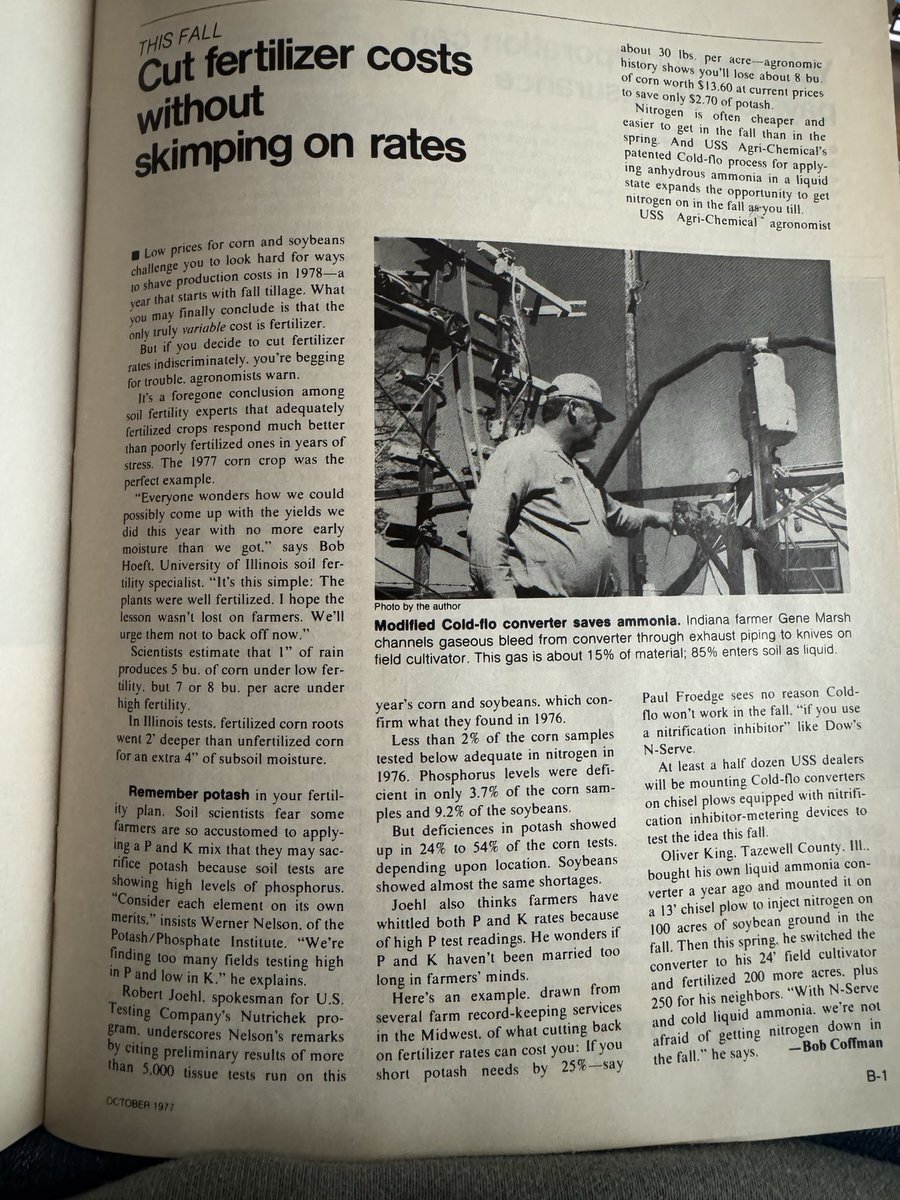 THIS FALL
Cut fertilizer costs
without
skimping on rates
■ Low prices for corn and soybeans
challenge you to look hard for ways
to shave production costs in 1978—a
year that starts with fall tillage. What
you may finally conclude is that the
only truly variable cost is fertilizer.
But if you decide to cut fertilizer
rates indiscriminately, you're begging
for trouble, agronomists warn.
It's a foregone conclusion among
soil fertility experts that adequately
fertilized crops respond much better
than poorly fertilized ones in years of
stress. The 1977 corn crop was the
perfect example.
"Everyone wonders how we could
possibly come up with the yields we
did this year with no more early
moisture than we got," says Bob
Hoeft, University of Illinois soil fer-
tility specialist. "It's this simple: The
plants were well fertilized. I hope the
lesson wasn't lost on farmers. We'll
urge them not to back off now."
Scientists estimate that 1" of rain
produces 5 bu. of corn under low fer-
tility, but 7 or 8 bu. per acre under
high fertility.
In Illinois tests, fertilized corn roots
went 2' deeper than unfertilized corn
for an extra 4" of subsoil moisture.
Remember potash in your fertil-
ity plan. Soil scientists fear some
farmers are so accustomed to apply-
ing a P and K mix that they may sac-
rifice potash because soil tests are
showing high levels of phosphorus.
"Consider each element on its own
merits," insists Werner Nelson, of the
Potash/Phosphate Institute. "We're
finding too many fields testing high
in P and low in K," he explains.
Robert Joehl, spokesman for U.S.
Testing Company's Nutrichek pro-
gram, underscores Nelson's remarks
by citing preliminary results of more
than 5,000 tissue tests run on this
year's corn and soybeans, which con-
firm what they found in 1976.
Less than 2% of the corn samples
tested below adequate in nitrogen in
1976. Phosphorus levels were defi-
cient in only 3.7% of the corn sam-
ples and 9.2% of the soybeans.
But deficiences in potash showed
up in 24% to 54% of the corn tests,
depending upon location. Soybeans
showed almost the same shortages.
Joehl also thinks farmers have
whittled both P and K rates because
of high P test readings. He wonders if
P and K haven't been married too
long in farmers' minds.
Here's an example, drawn from
several farm record-keeping services
in the Midwest, of what cutting back
on fertilizer rates can cost you: If you
short potash needs by 25%—say
about 30 lbs. per acre—agronomic
history shows you'll lose about 8 bu.
of corn worth $13.60 at current prices
to save only $2.70 of potash.
Nitrogen is often cheaper and
easier to get in the fall than in the
spring. And USS Agri-Chemical's
patented Cold-flo process for apply-
ing anhydrous ammonia in a liquid
state expands the opportunity to get
nitrogen on in the fall as you till.
USS Agri-Chemical™ agronomist
Photo by the author
Modified Cold-flo converter saves ammonia. Indiana farmer Gene Marsh
channels gaseous bleed from converter through exhaust piping to knives on
field cultivator. This gas is about 15% of material; 85% enters soil as liquid.
Paul Froedge sees no reason Cold-
flo won't work in the fall, "if you use
a nitrification inhibitor" like Dow's
N-Serve.
At least a half dozen USS dealers
will be mounting Cold-flo converters
on chisel plows equipped with nitrifi-
cation inhibitor-metering devices to
test the idea this fall.
Oliver King, Tazewell County, Ill.,
bought his own liquid ammonia con-
verter a year ago and mounted it on
a 13' chisel plow to inject nitrogen on
100 acres of soybean ground in the
fall. Then this spring, he switched the
converter to his 24' field cultivator
and fertilized 200 more acres, plus
250 for his neighbors. "With N-Serve
and cold liquid ammonia, we're not
afraid of getting nitrogen down in
the fall," he says. —Bob Coffman
OCTOBER 1977
B-1